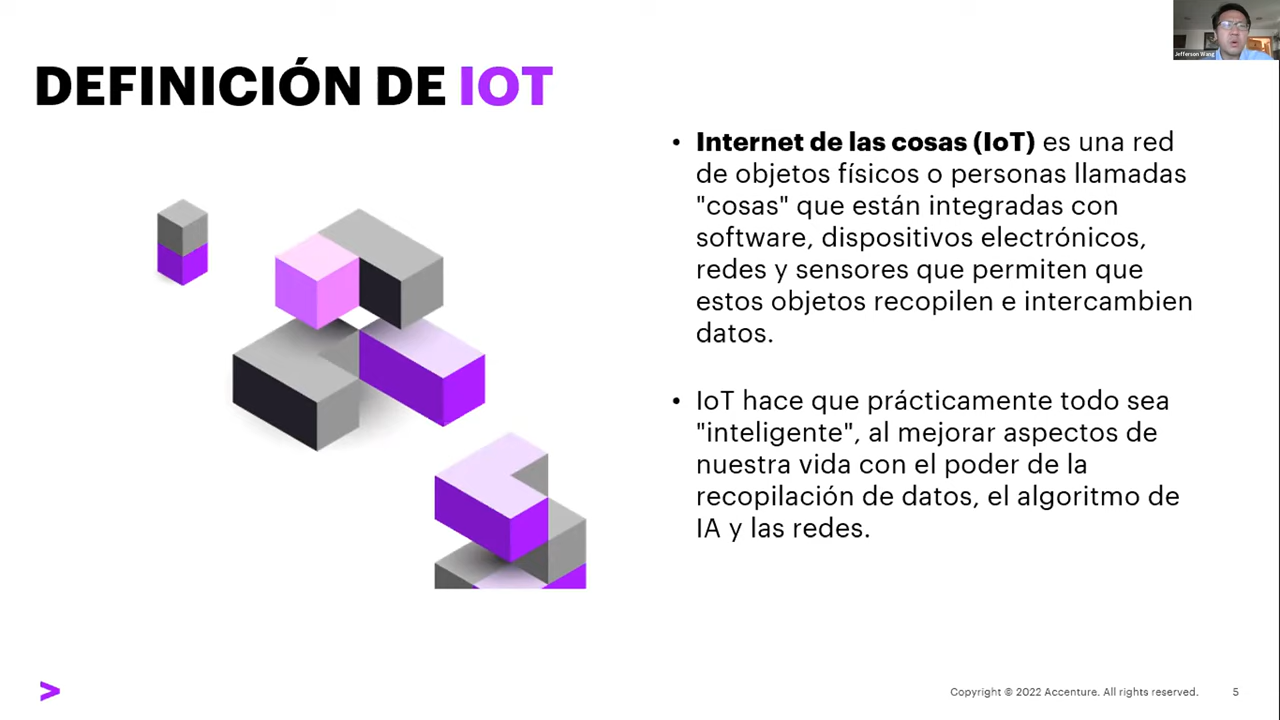 Jefferson Wang
DEFINICIÓN DE IOT
• Internet de las cosas (IoT) es una red
de objetos físicos o personas llamadas
"cosas" que están integradas con
software, dispositivos electrónicos,
redes y sensores que permiten que
estos objetos recopilen e intercambien
datos.
• IoT hace que prácticamente todo sea
"inteligente", al mejorar aspectos de
nuestra vida con el poder de la
recopilación de datos, el algoritmo de
IA y las redes.
Copyright © 2022 Accenture. All rights reserved. 5